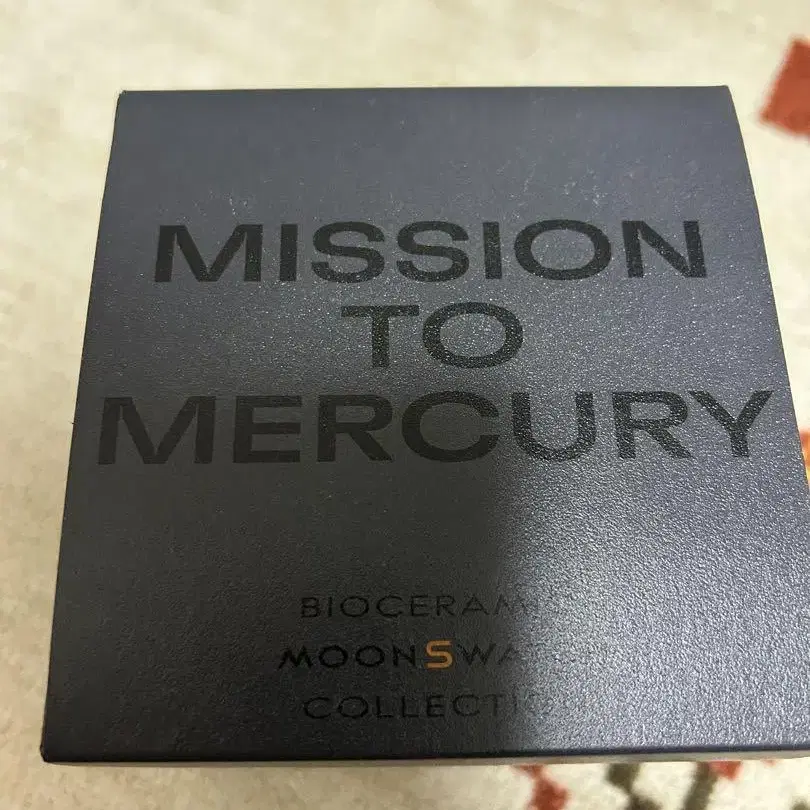 MISSION
TO
MERCURY
BIOCERAMIC
MOONSWATCH
COLLECTION